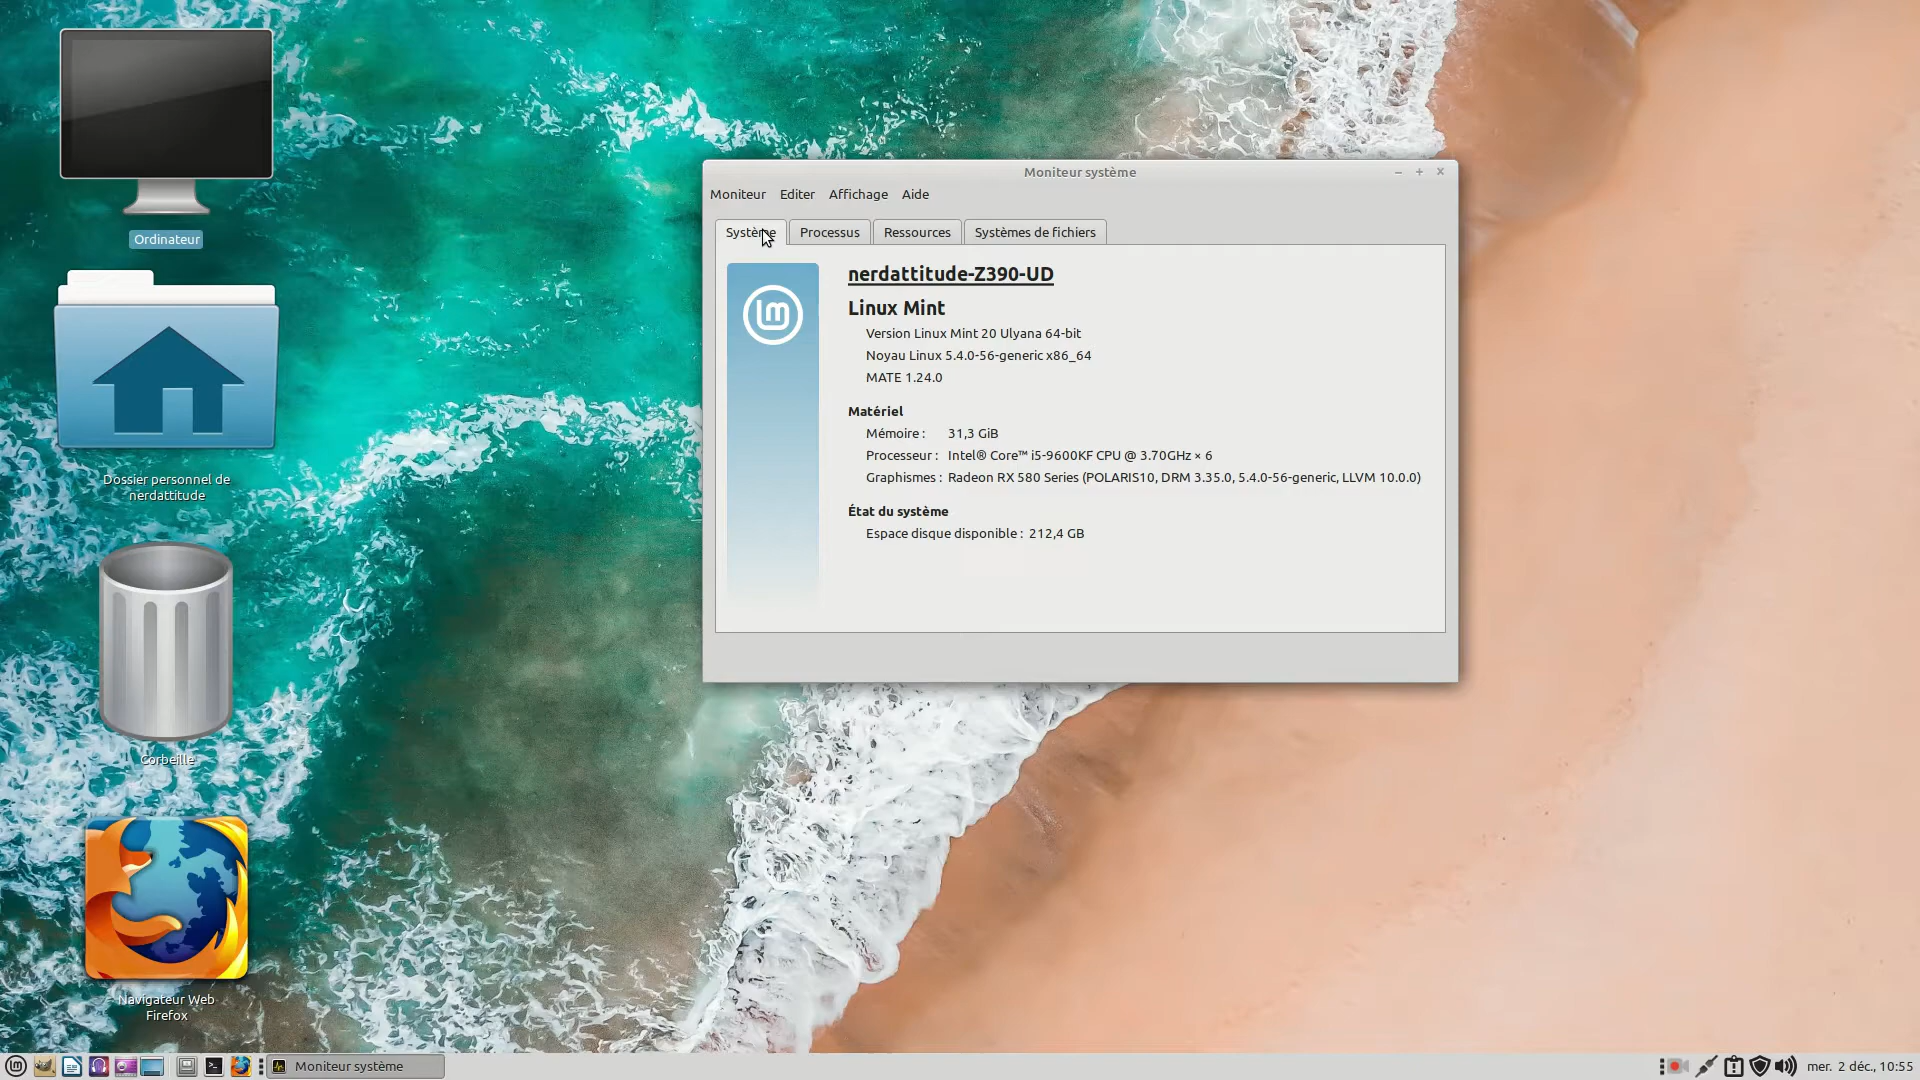 Ordinateur
Dossier personnel de
nerdattitude
Corbeille
Navigateur Web
Firefox
Moniteur système
Moniteur Editer Affichage Aide
Système Processus Ressources Systèmes de fichiers
nerdattitude-Z390-UD
Linux Mint
Version Linux Mint 20 Ulyana 64-bit
Noyau Linux 5.4.0-56-generic x86_64
MATE 1.24.0
Matériel
Mémoire : 31,3 GiB
Processeur : Intel® Core™ i5-9600KF CPU @ 3.70GHz × 6
Graphismes : Radeon RX 580 Series (POLARIS10, DRM 3.35.0, 5.4.0-56-generic, LLVM 10.0.0)
État du système
Espace disque disponible : 212,4 GB
Moniteur système
mer. 2 déc., 10:55